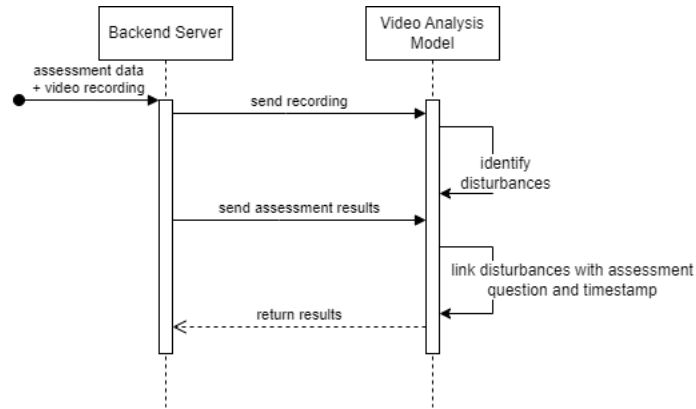 Backend Server
Video Analysis
Model
assessment data
+ video recording
send recording
identify
disturbances
send assessment results
link disturbances with assessment
question and timestamp
return results